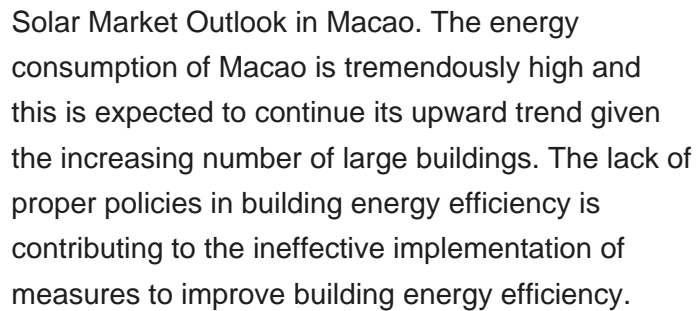 Solar Market Outlook in Macao. The energy
consumption of Macao is tremendously high and
this is expected to continue its upward trend given
the increasing number of large buildings. The lack of
proper policies in building energy efficiency is
contributing to the ineffective implementation of
measures to improve building energy efficiency.